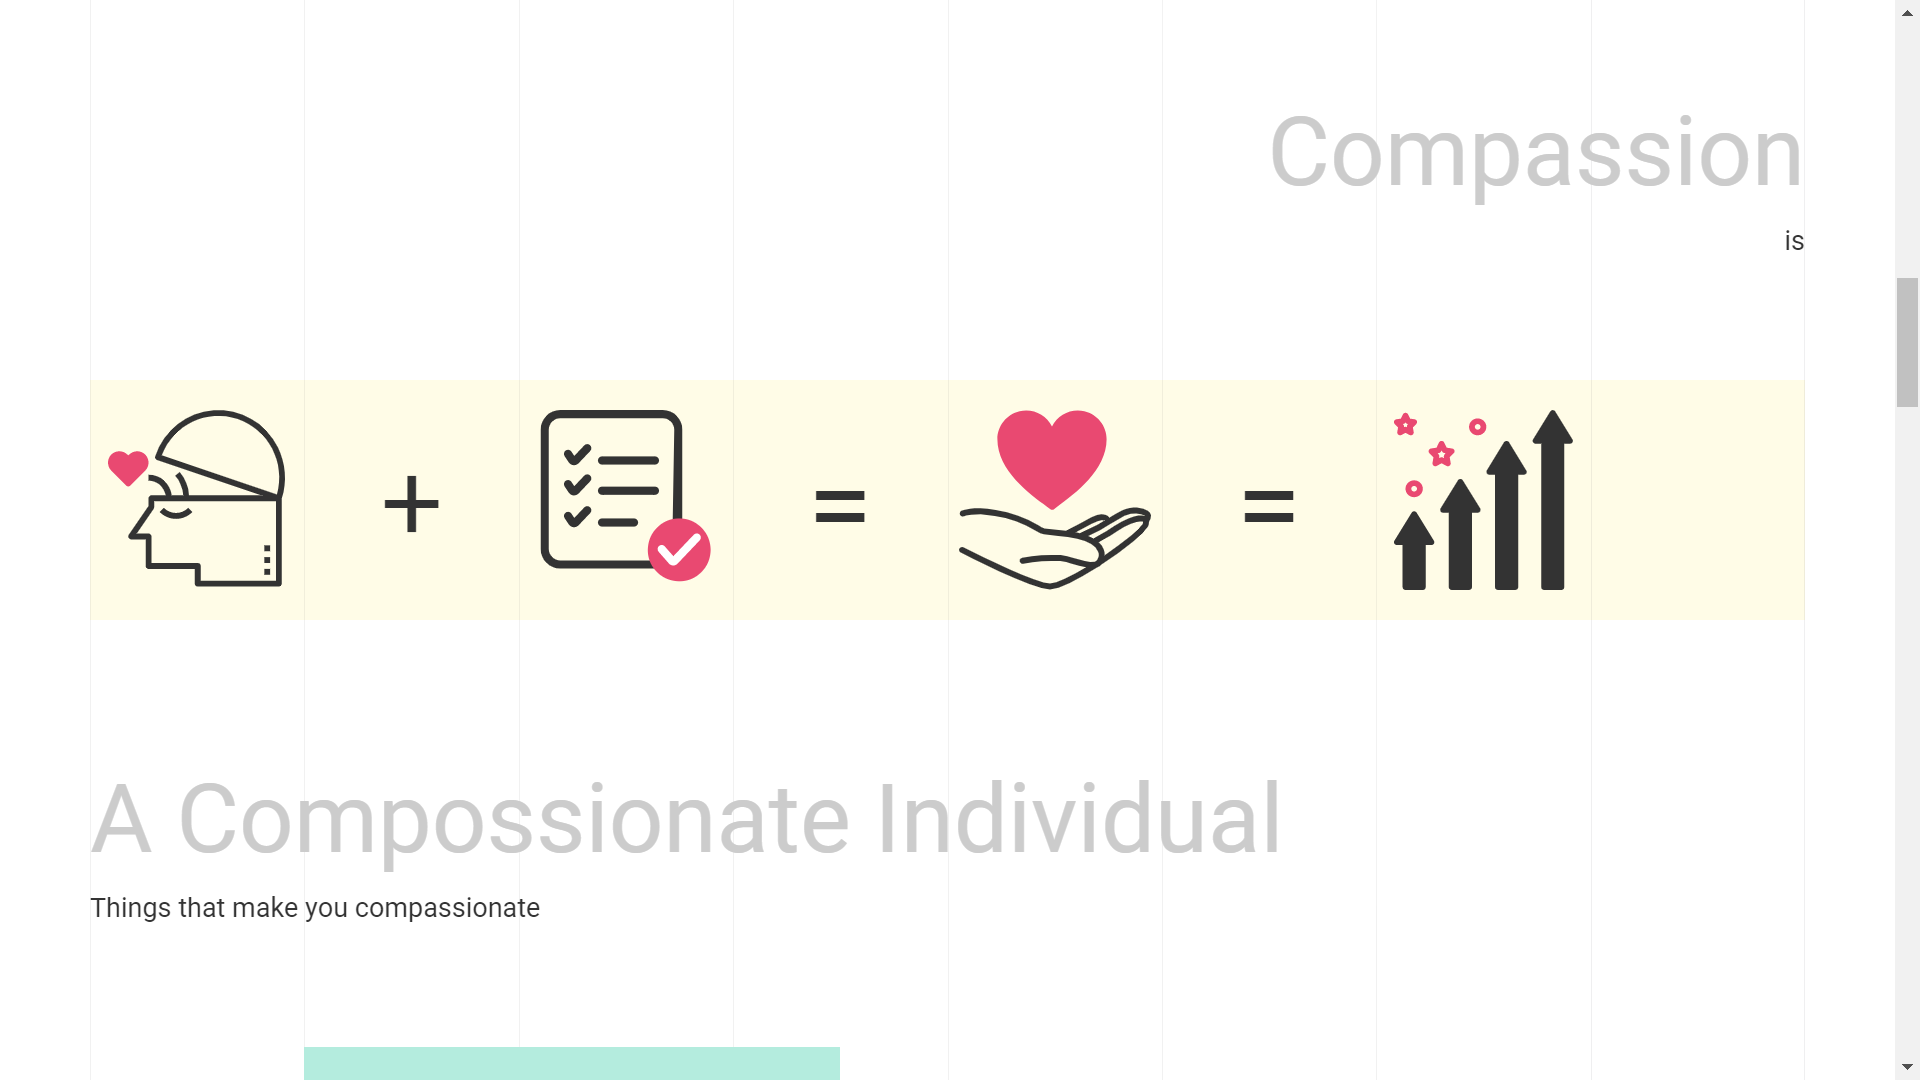 Compassion
is
+ = =
A Compossionate Individual
Things that make you compassionate